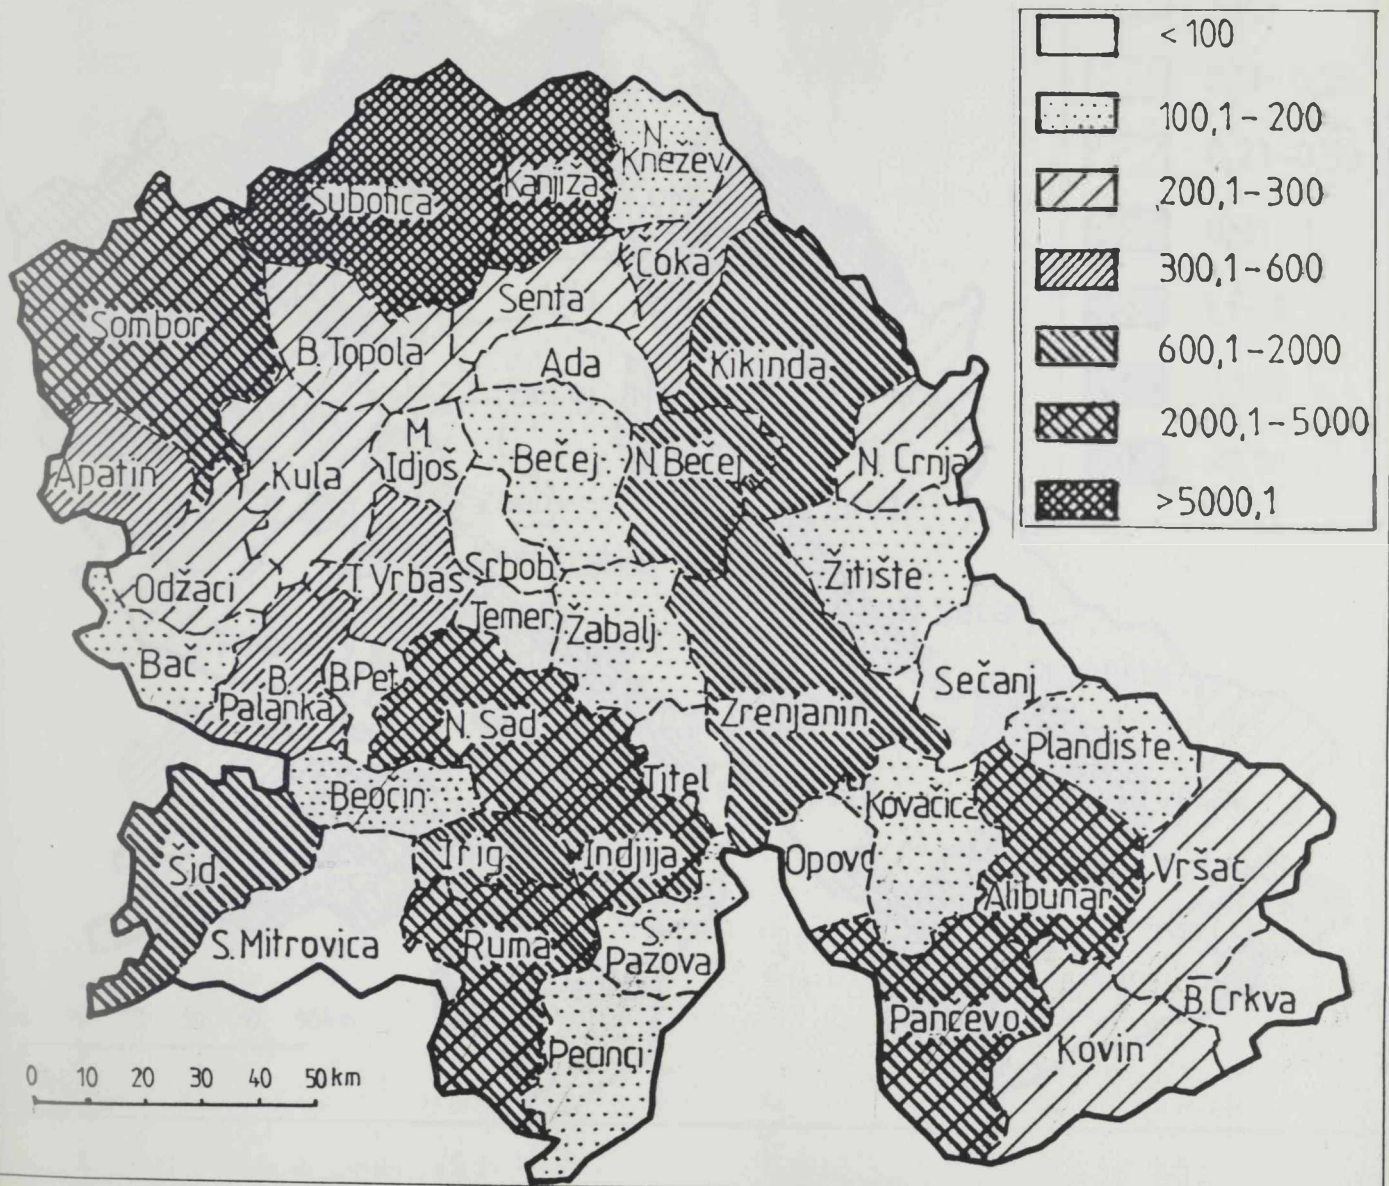 < 100
100,1 - 200
200,1 - 300
300,1 - 600
600,1 - 2000
2000,1 - 5000
>5000,1
N.
Knežev
Subotica
Kanjiža
Čoka
Senta
Sombor
B. Topola
Ada
Kikinda
M.
Idjoš
Bečej
N. Bečej
N. Crnja
Apatin
Kula
Odžaci
T. Vrbas
Srbob.
Žitište
Temer.
Žabalj
Bač
B.
Palanka
B. Pet.
N. Sad
Zrenjanin
Sečanj
Plandište
Beočin
Titel
Kovačica
Šid
Irig
Indjija
Opovo
Alibunar
Vršac
S. Mitrovica
Ruma
S.
Pazova
Pančevo
B. Crkva
Pećinci
Kovin
0 10 20 30 40 50 km